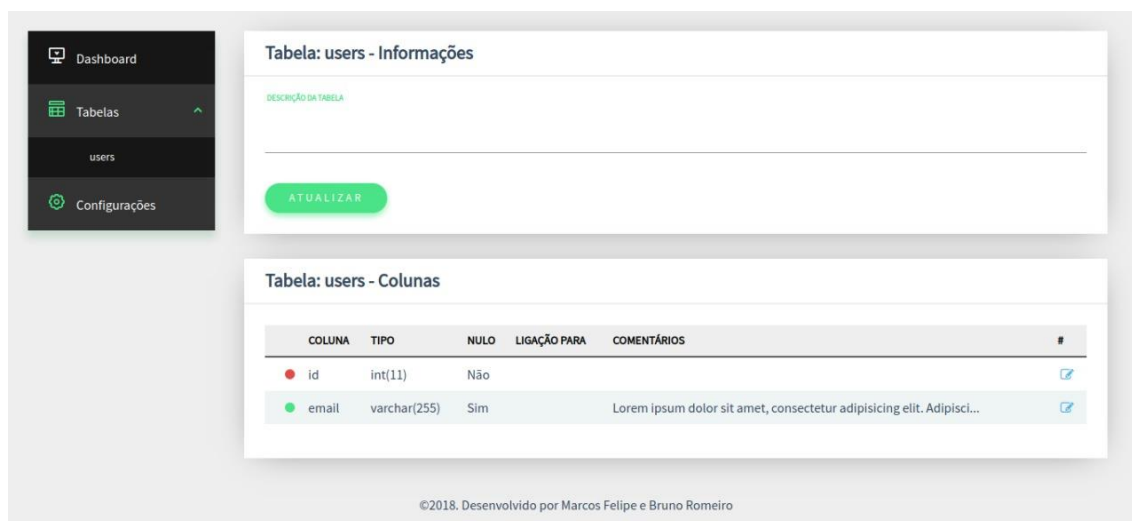 Dashboard
Tabelas
users
Configurações
Tabela: users - Informações
DESCRIÇÃO DA TABELA
ATUALIZAR
Tabela: users - Colunas
COLUNA TIPO NULO LIGAÇÃO PARA COMENTÁRIOS #
id int(11) Não
email varchar(255) Sim Lorem ipsum dolor sit amet, consectetur adipisicing elit. Adipisci...
©2018. Desenvolvido por Marcos Felipe e Bruno Romeiro